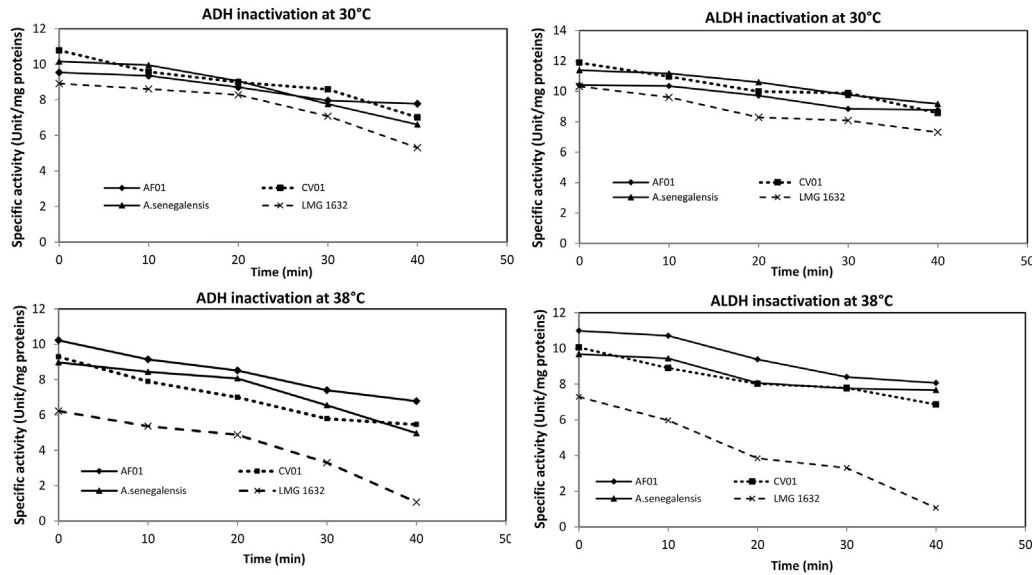 ADH inactivation at 30°C
Specific activity (Unit/mg proteins)
12
10
8
6
4
2
0
0 10 20 30 40 50
Time (min)
AF01 CV01
A.senegalensis LMG 1632
ALDH inactivation at 30°C
Specific activity (Unit/mg proteins)
14
12
10
8
6
4
2
0
0 10 20 30 40 50
Time (min)
AF01 CV01
A.senegalensis LMG 1632
ADH inactivation at 38°C
Specific activity (Unit/mg proteins)
12
10
8
6
4
2
0
0 10 20 30 40 50
Time (min)
AF01 CV01
A.senegalensis LMG 1632
ALDH insactivation at 38°C
Specific activity (Unit/mg proteins)
12
10
8
6
4
2
0
0 10 20 30 40 50
Time (min)
AF01 CV01
A.senegalensis LMG 1632